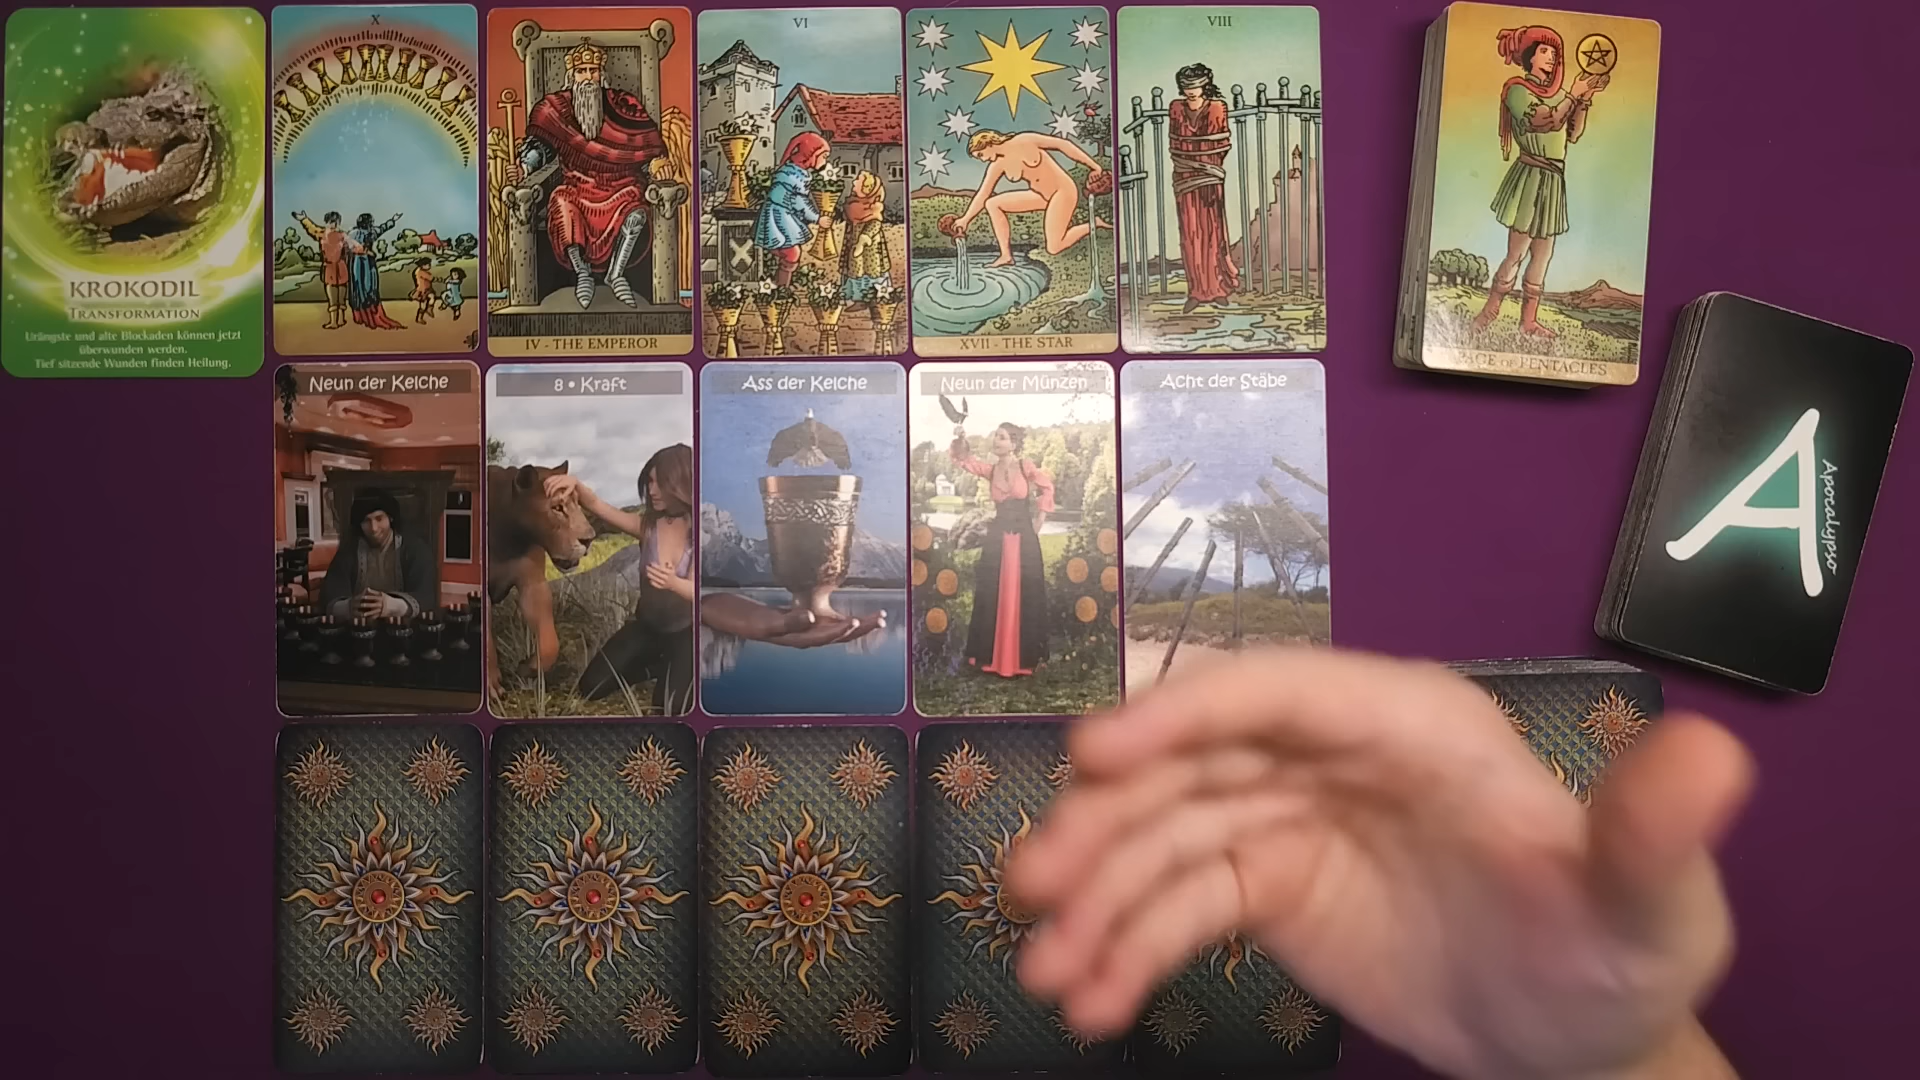 KROKODIL
TRANSFORMATION
Urängste und alte Blockaden können jetzt
überwunden werden.
Tief sitzende Wunden finden Heilung.
X
IV - THE EMPEROR
VI
XVII - THE STAR
VIII
OF PENTACLES
Neun der Kelche
8 • Kraft
Ass der Kelche
Neun der Münzen
Acht der Stäbe
A
Apocalypso